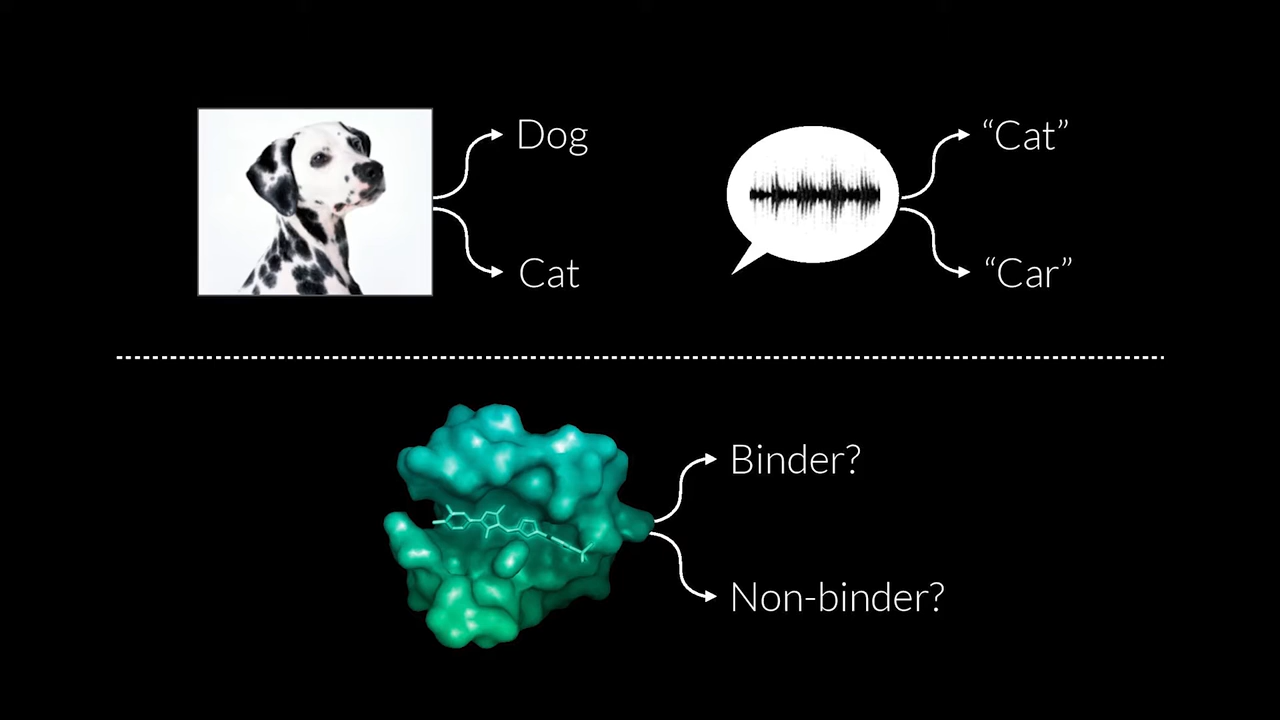 Dog
Cat
“Cat”
“Car”
Binder?
Non-binder?